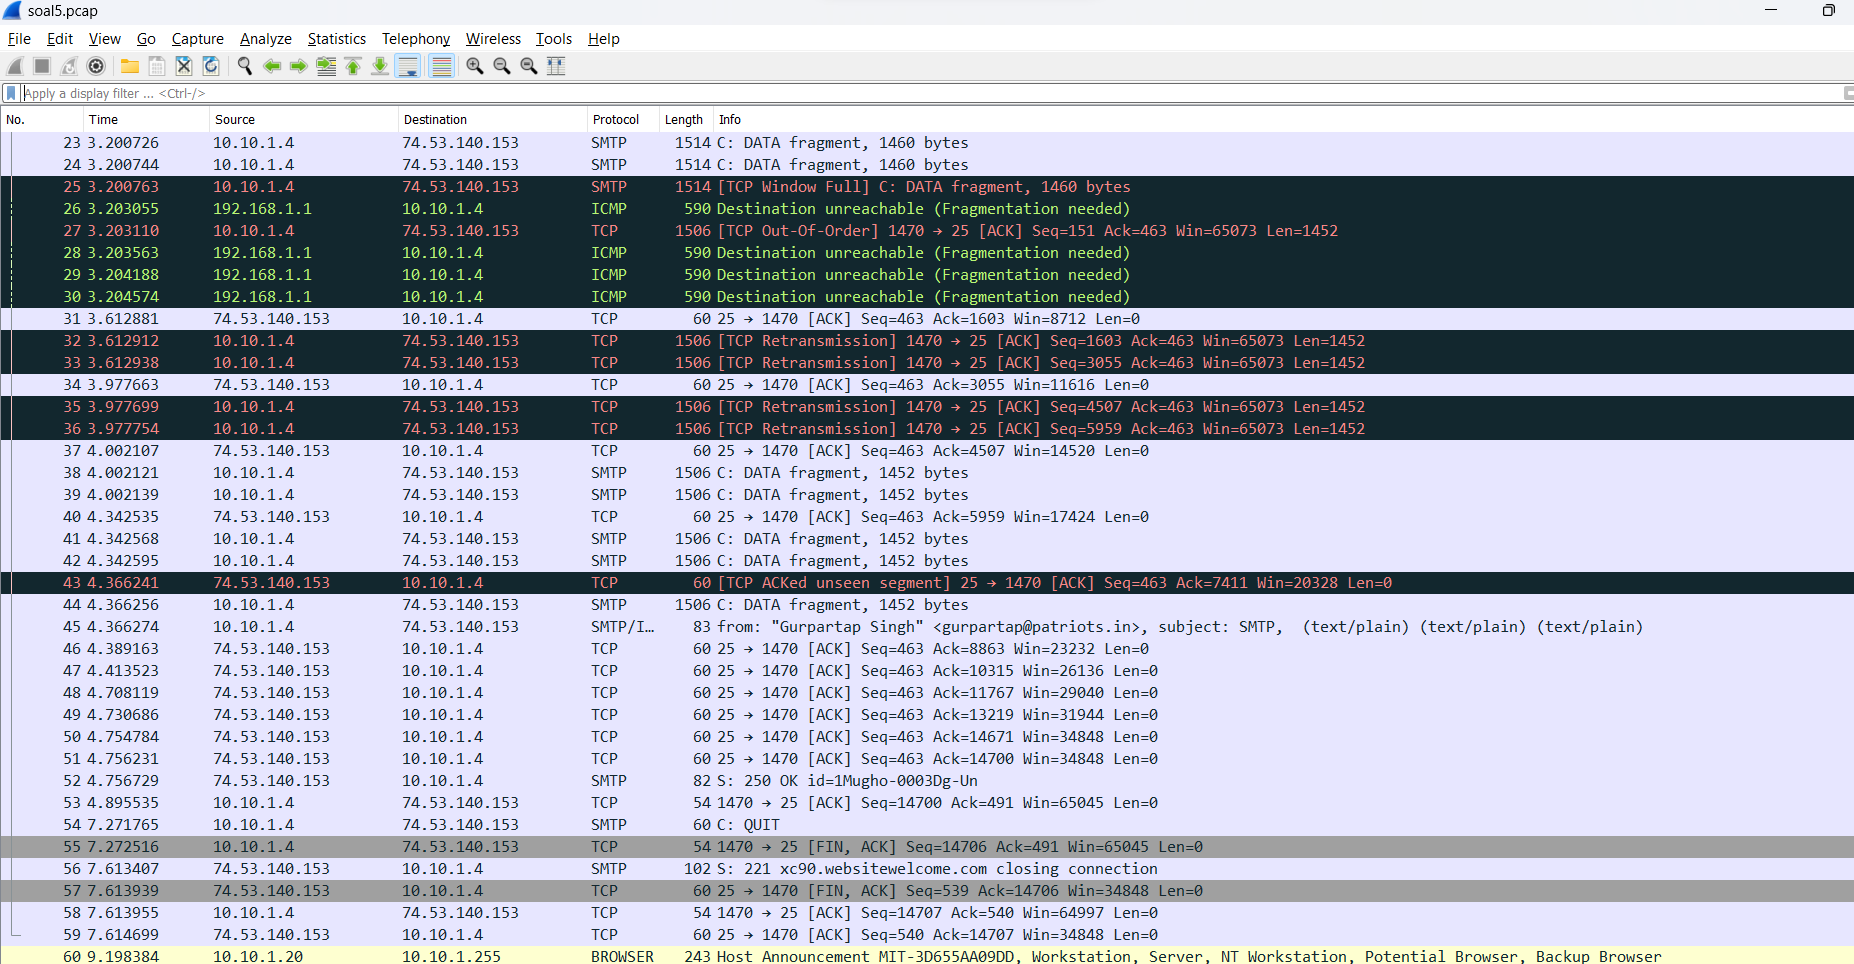 soal5.pcap
File Edit View Go Capture Analyze Statistics Telephony Wireless Tools Help
Apply a display filter ... <Ctrl-/>
No. Time Source Destination Protocol Length Info
23 3.200726 10.10.1.4 74.53.140.153 SMTP 1514 C: DATA fragment, 1460 bytes
24 3.200744 10.10.1.4 74.53.140.153 SMTP 1514 C: DATA fragment, 1460 bytes
25 3.200763 10.10.1.4 74.53.140.153 SMTP 1514 [TCP Window Full] C: DATA fragment, 1460 bytes
26 3.203055 192.168.1.1 10.10.1.4 ICMP 590 Destination unreachable (Fragmentation needed)
27 3.203110 10.10.1.4 74.53.140.153 TCP 1506 [TCP Out-Of-Order] 1470 → 25 [ACK] Seq=151 Ack=463 Win=65073 Len=1452
28 3.203563 192.168.1.1 10.10.1.4 ICMP 590 Destination unreachable (Fragmentation needed)
29 3.204188 192.168.1.1 10.10.1.4 ICMP 590 Destination unreachable (Fragmentation needed)
30 3.204574 192.168.1.1 10.10.1.4 ICMP 590 Destination unreachable (Fragmentation needed)
31 3.612881 74.53.140.153 10.10.1.4 TCP 60 25 → 1470 [ACK] Seq=463 Ack=1603 Win=8712 Len=0
32 3.612912 10.10.1.4 74.53.140.153 TCP 1506 [TCP Retransmission] 1470 → 25 [ACK] Seq=1603 Ack=463 Win=65073 Len=1452
33 3.612938 10.10.1.4 74.53.140.153 TCP 1506 [TCP Retransmission] 1470 → 25 [ACK] Seq=3055 Ack=463 Win=65073 Len=1452
34 3.977663 74.53.140.153 10.10.1.4 TCP 60 25 → 1470 [ACK] Seq=463 Ack=3055 Win=11616 Len=0
35 3.977699 10.10.1.4 74.53.140.153 TCP 1506 [TCP Retransmission] 1470 → 25 [ACK] Seq=4507 Ack=463 Win=65073 Len=1452
36 3.977754 10.10.1.4 74.53.140.153 TCP 1506 [TCP Retransmission] 1470 → 25 [ACK] Seq=5959 Ack=463 Win=65073 Len=1452
37 4.002107 74.53.140.153 10.10.1.4 TCP 60 25 → 1470 [ACK] Seq=463 Ack=4507 Win=14520 Len=0
38 4.002121 10.10.1.4 74.53.140.153 SMTP 1506 C: DATA fragment, 1452 bytes
39 4.002139 10.10.1.4 74.53.140.153 SMTP 1506 C: DATA fragment, 1452 bytes
40 4.342535 74.53.140.153 10.10.1.4 TCP 60 25 → 1470 [ACK] Seq=463 Ack=5959 Win=17424 Len=0
41 4.342568 10.10.1.4 74.53.140.153 SMTP 1506 C: DATA fragment, 1452 bytes
42 4.342595 10.10.1.4 74.53.140.153 SMTP 1506 C: DATA fragment, 1452 bytes
43 4.366241 74.53.140.153 10.10.1.4 TCP 60 [TCP ACKed unseen segment] 25 → 1470 [ACK] Seq=463 Ack=7411 Win=20328 Len=0
44 4.366256 10.10.1.4 74.53.140.153 SMTP 1506 C: DATA fragment, 1452 bytes
45 4.366274 10.10.1.4 74.53.140.153 SMTP/I… 83 from: "Gurpartap Singh" <gurpartap@patriots.in>, subject: SMTP, (text/plain) (text/plain) (text/plain)
46 4.389163 74.53.140.153 10.10.1.4 TCP 60 25 → 1470 [ACK] Seq=463 Ack=8863 Win=23232 Len=0
47 4.413523 74.53.140.153 10.10.1.4 TCP 60 25 → 1470 [ACK] Seq=463 Ack=10315 Win=26136 Len=0
48 4.708119 74.53.140.153 10.10.1.4 TCP 60 25 → 1470 [ACK] Seq=463 Ack=11767 Win=29040 Len=0
49 4.730686 74.53.140.153 10.10.1.4 TCP 60 25 → 1470 [ACK] Seq=463 Ack=13219 Win=31944 Len=0
50 4.754784 74.53.140.153 10.10.1.4 TCP 60 25 → 1470 [ACK] Seq=463 Ack=14671 Win=34848 Len=0
51 4.756231 74.53.140.153 10.10.1.4 TCP 60 25 → 1470 [ACK] Seq=463 Ack=14700 Win=34848 Len=0
52 4.756729 74.53.140.153 10.10.1.4 SMTP 82 S: 250 OK id=1Mugho-0003Dg-Un
53 4.895535 10.10.1.4 74.53.140.153 TCP 54 1470 → 25 [ACK] Seq=14700 Ack=491 Win=65045 Len=0
54 7.271765 10.10.1.4 74.53.140.153 SMTP 60 C: QUIT
55 7.272516 10.10.1.4 74.53.140.153 TCP 54 1470 → 25 [FIN, ACK] Seq=14706 Ack=491 Win=65045 Len=0
56 7.613407 74.53.140.153 10.10.1.4 SMTP 102 S: 221 xc90.websitewelcome.com closing connection
57 7.613939 74.53.140.153 10.10.1.4 TCP 60 25 → 1470 [FIN, ACK] Seq=539 Ack=14706 Win=34848 Len=0
58 7.613955 10.10.1.4 74.53.140.153 TCP 54 1470 → 25 [ACK] Seq=14707 Ack=540 Win=64997 Len=0
59 7.614699 74.53.140.153 10.10.1.4 TCP 60 25 → 1470 [ACK] Seq=540 Ack=14707 Win=34848 Len=0
60 9.198384 10.10.1.20 10.10.1.255 BROWSER 243 Host Announcement MIT-3D655AA09DD, Workstation, Server, NT Workstation, Potential Browser, Backup Browser